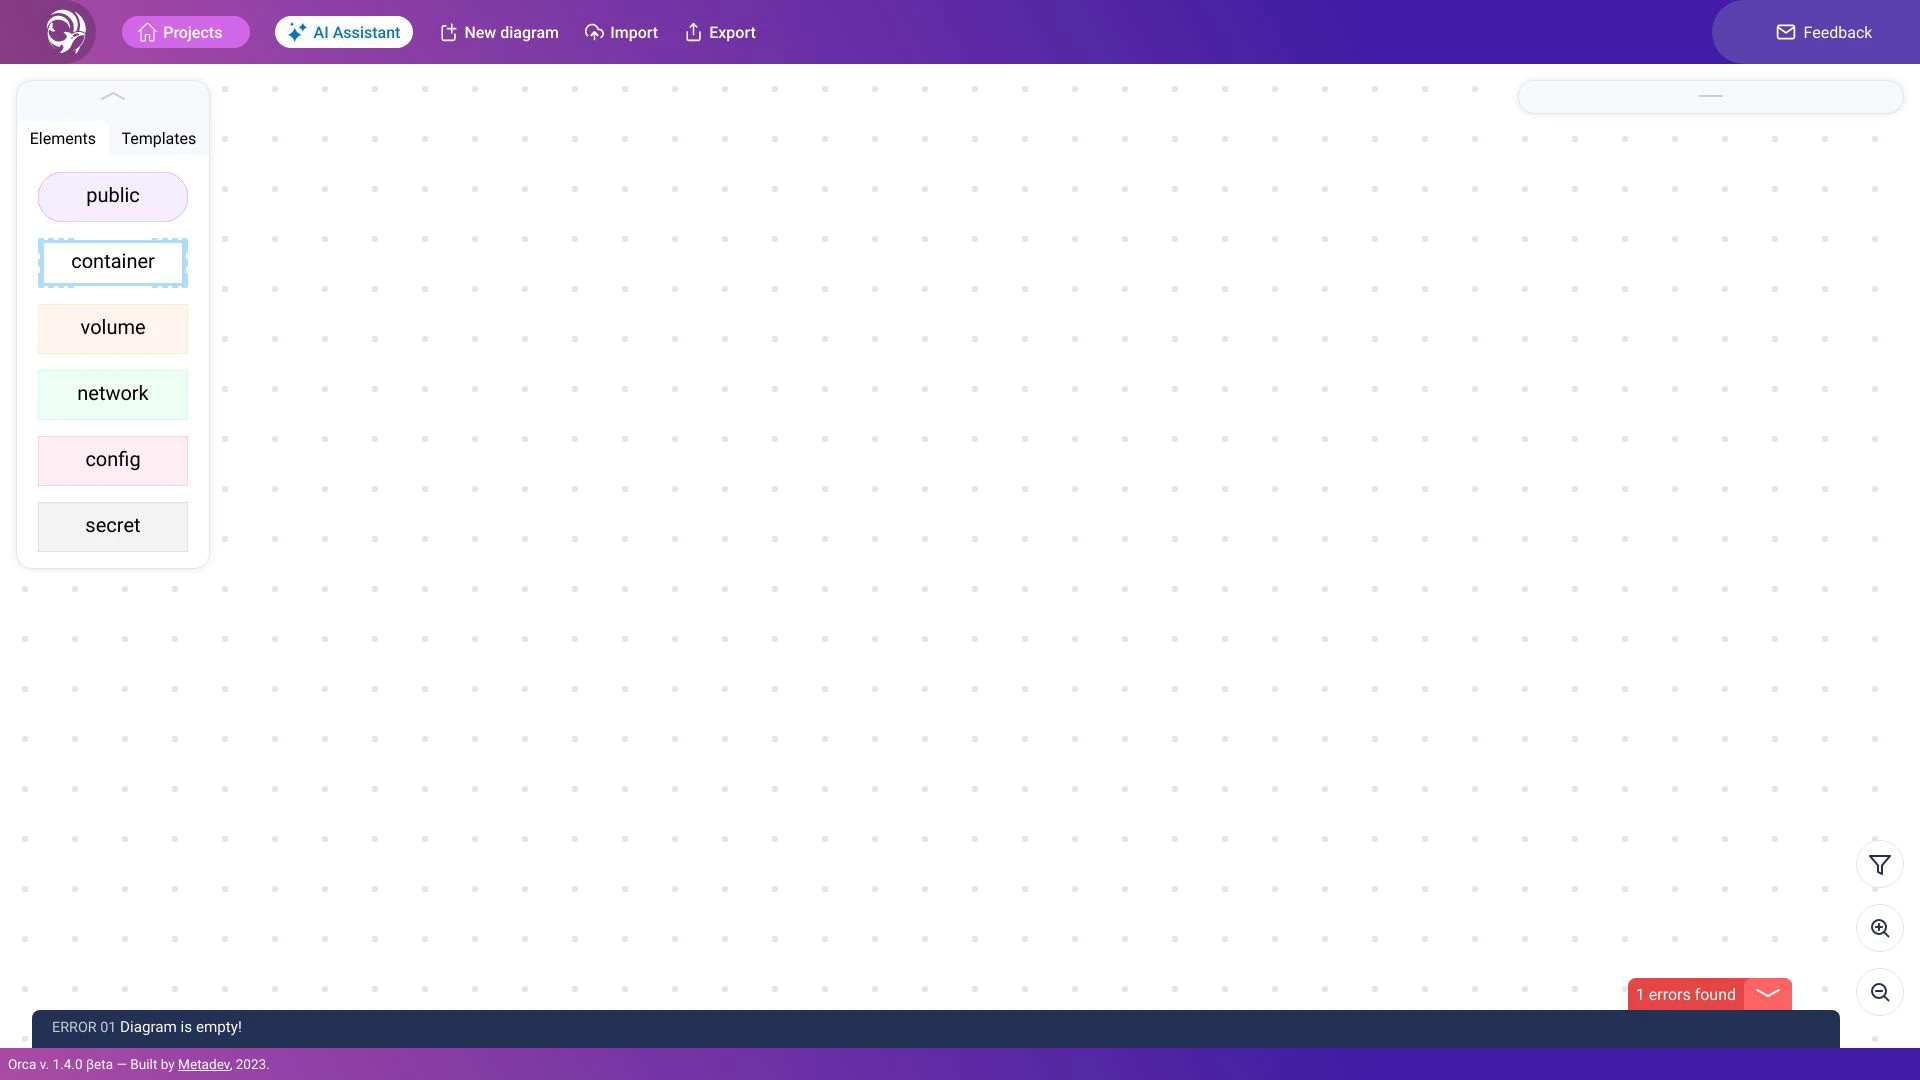 Projects
AI Assistant
New diagram
Import
Export
Feedback
Elements
Templates
public
container
volume
network
config
secret
1 errors found
ERROR 01 Diagram is empty!
Orca v. 1.4.0 βeta — Built by Metadev, 2023.